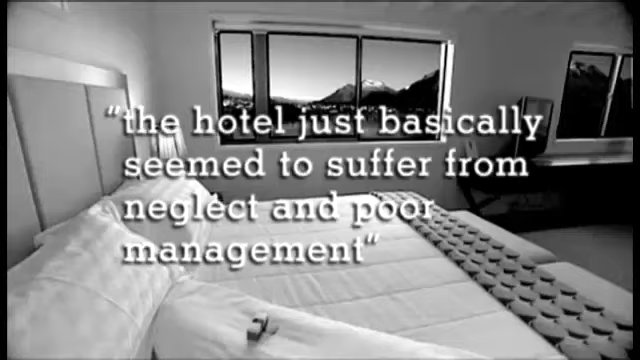 “the hotel just basically
seemed to suffer from
neglect and poor
management”